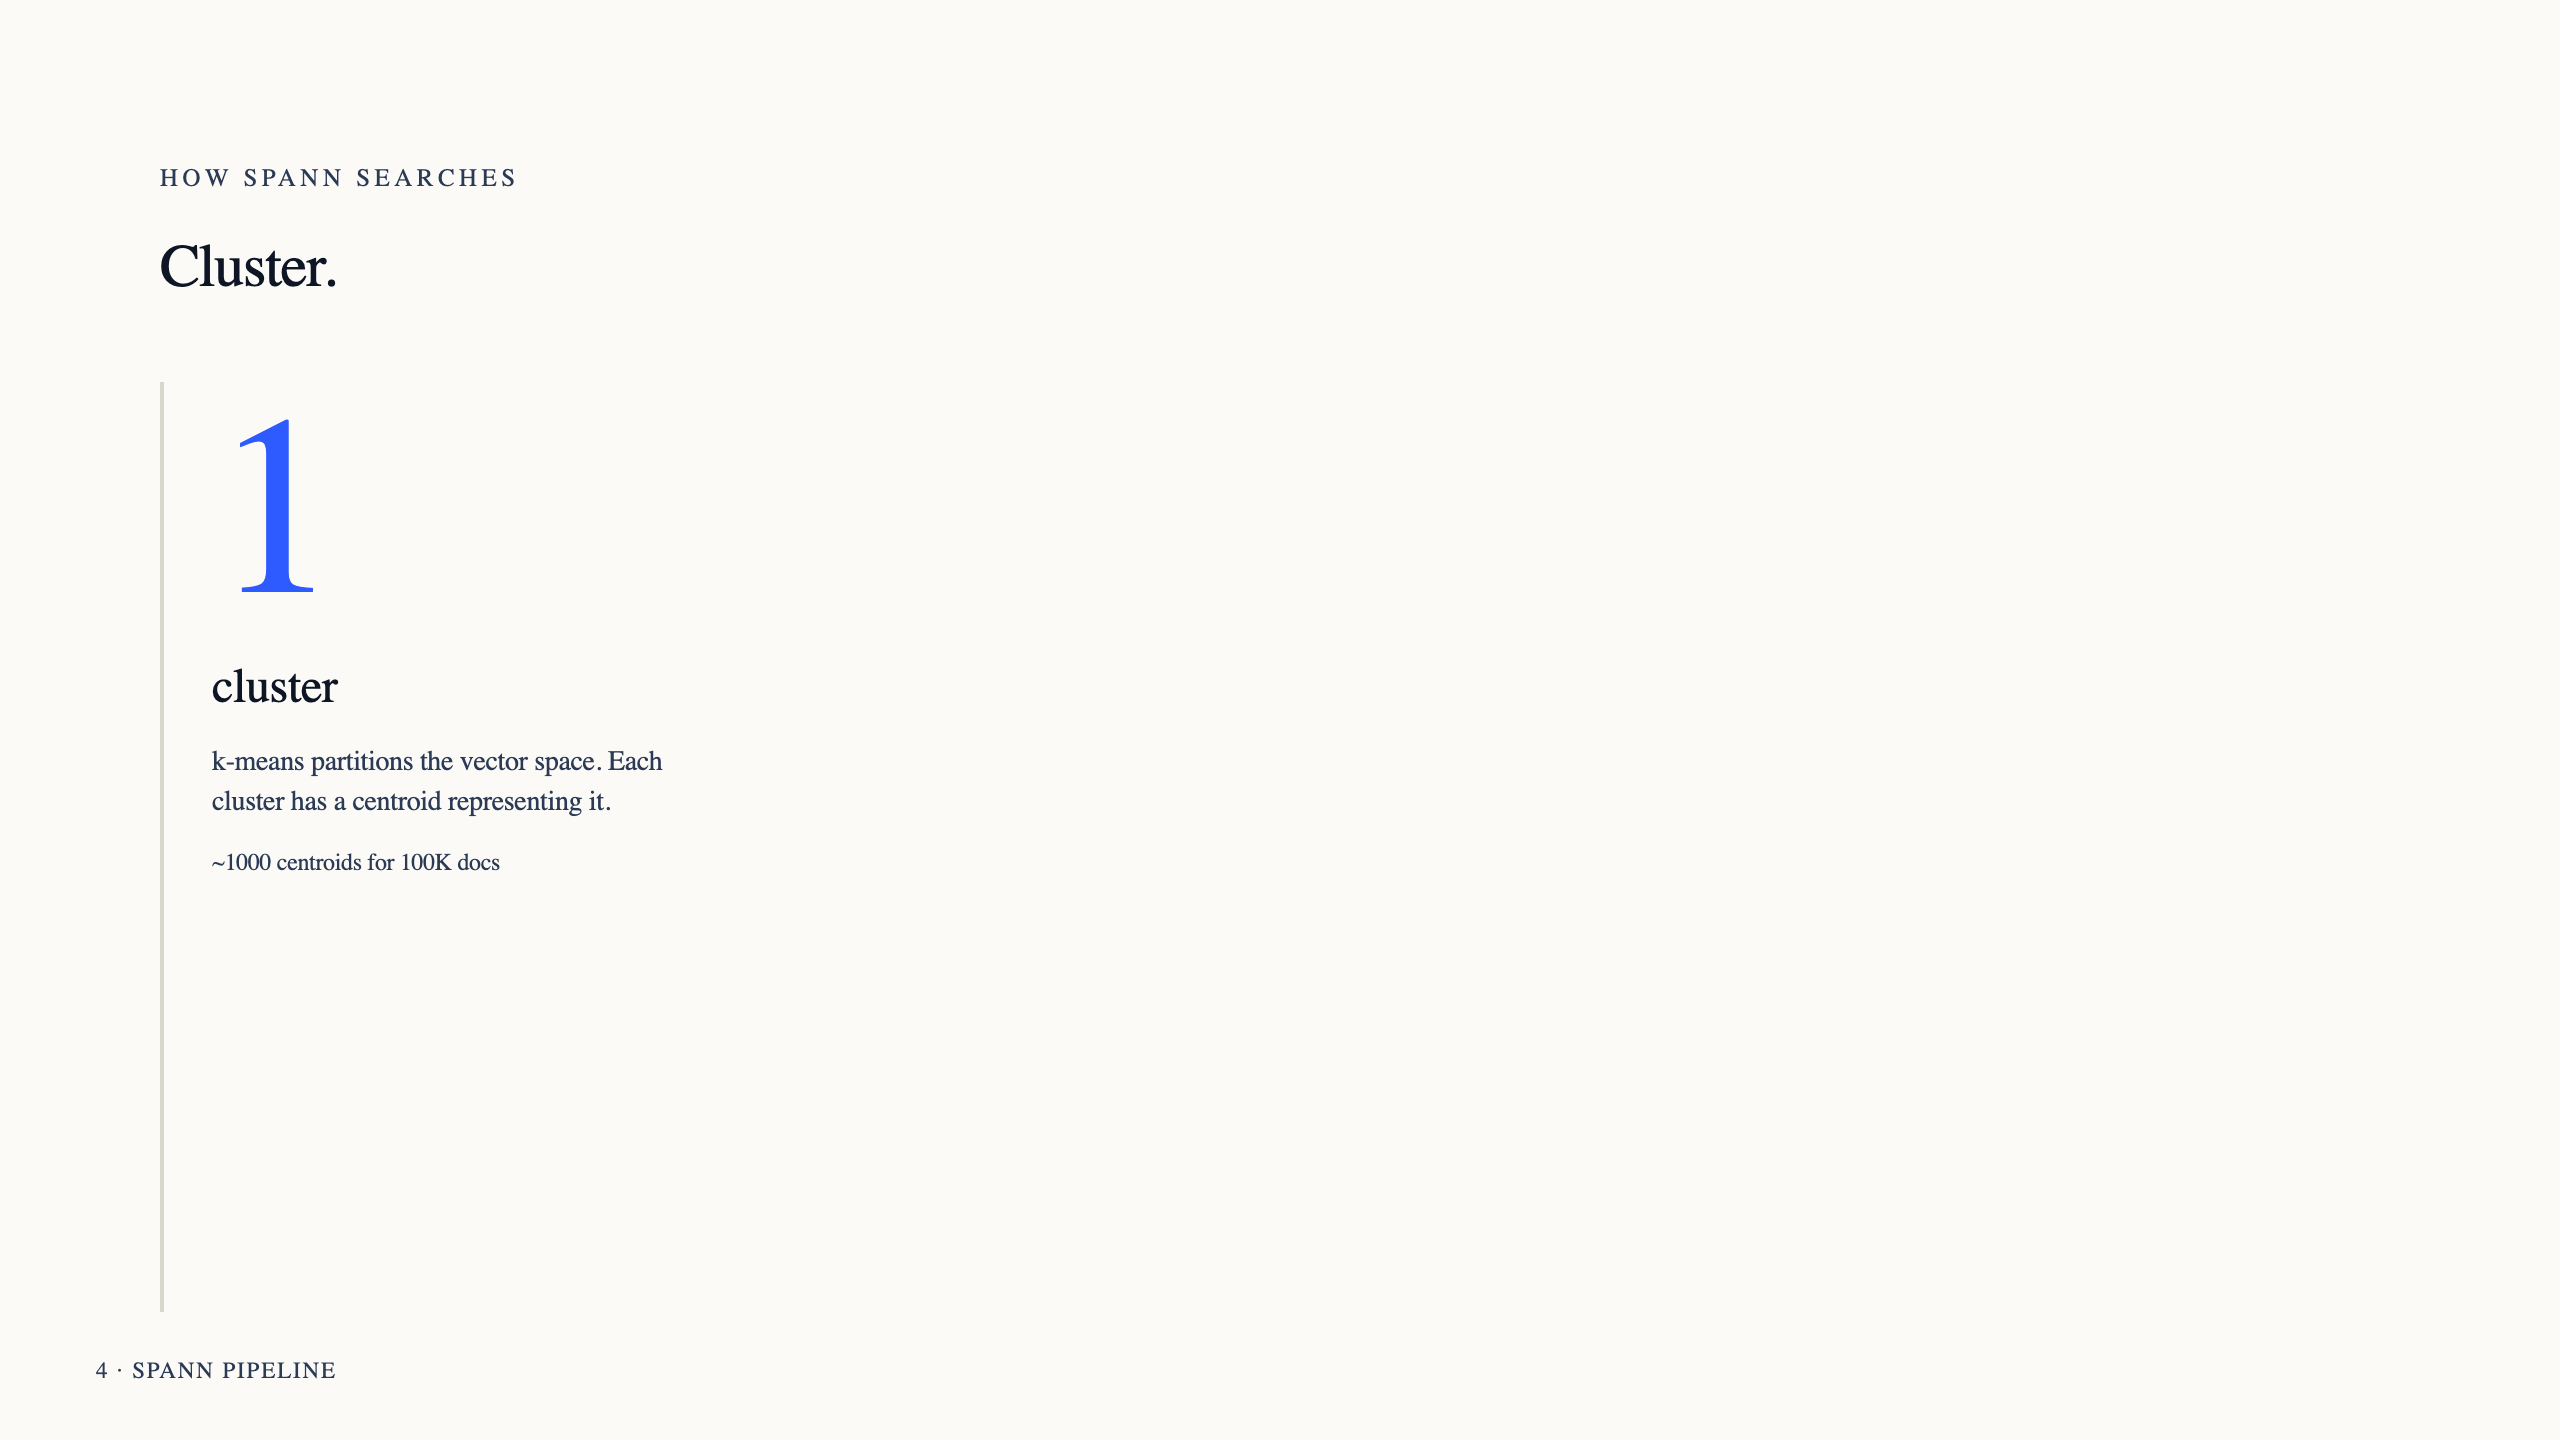 HOW SPANN SEARCHES
Cluster.
1
cluster
k-means partitions the vector space. Each
cluster has a centroid representing it.
~1000 centroids for 100K docs
4 · SPANN PIPELINE